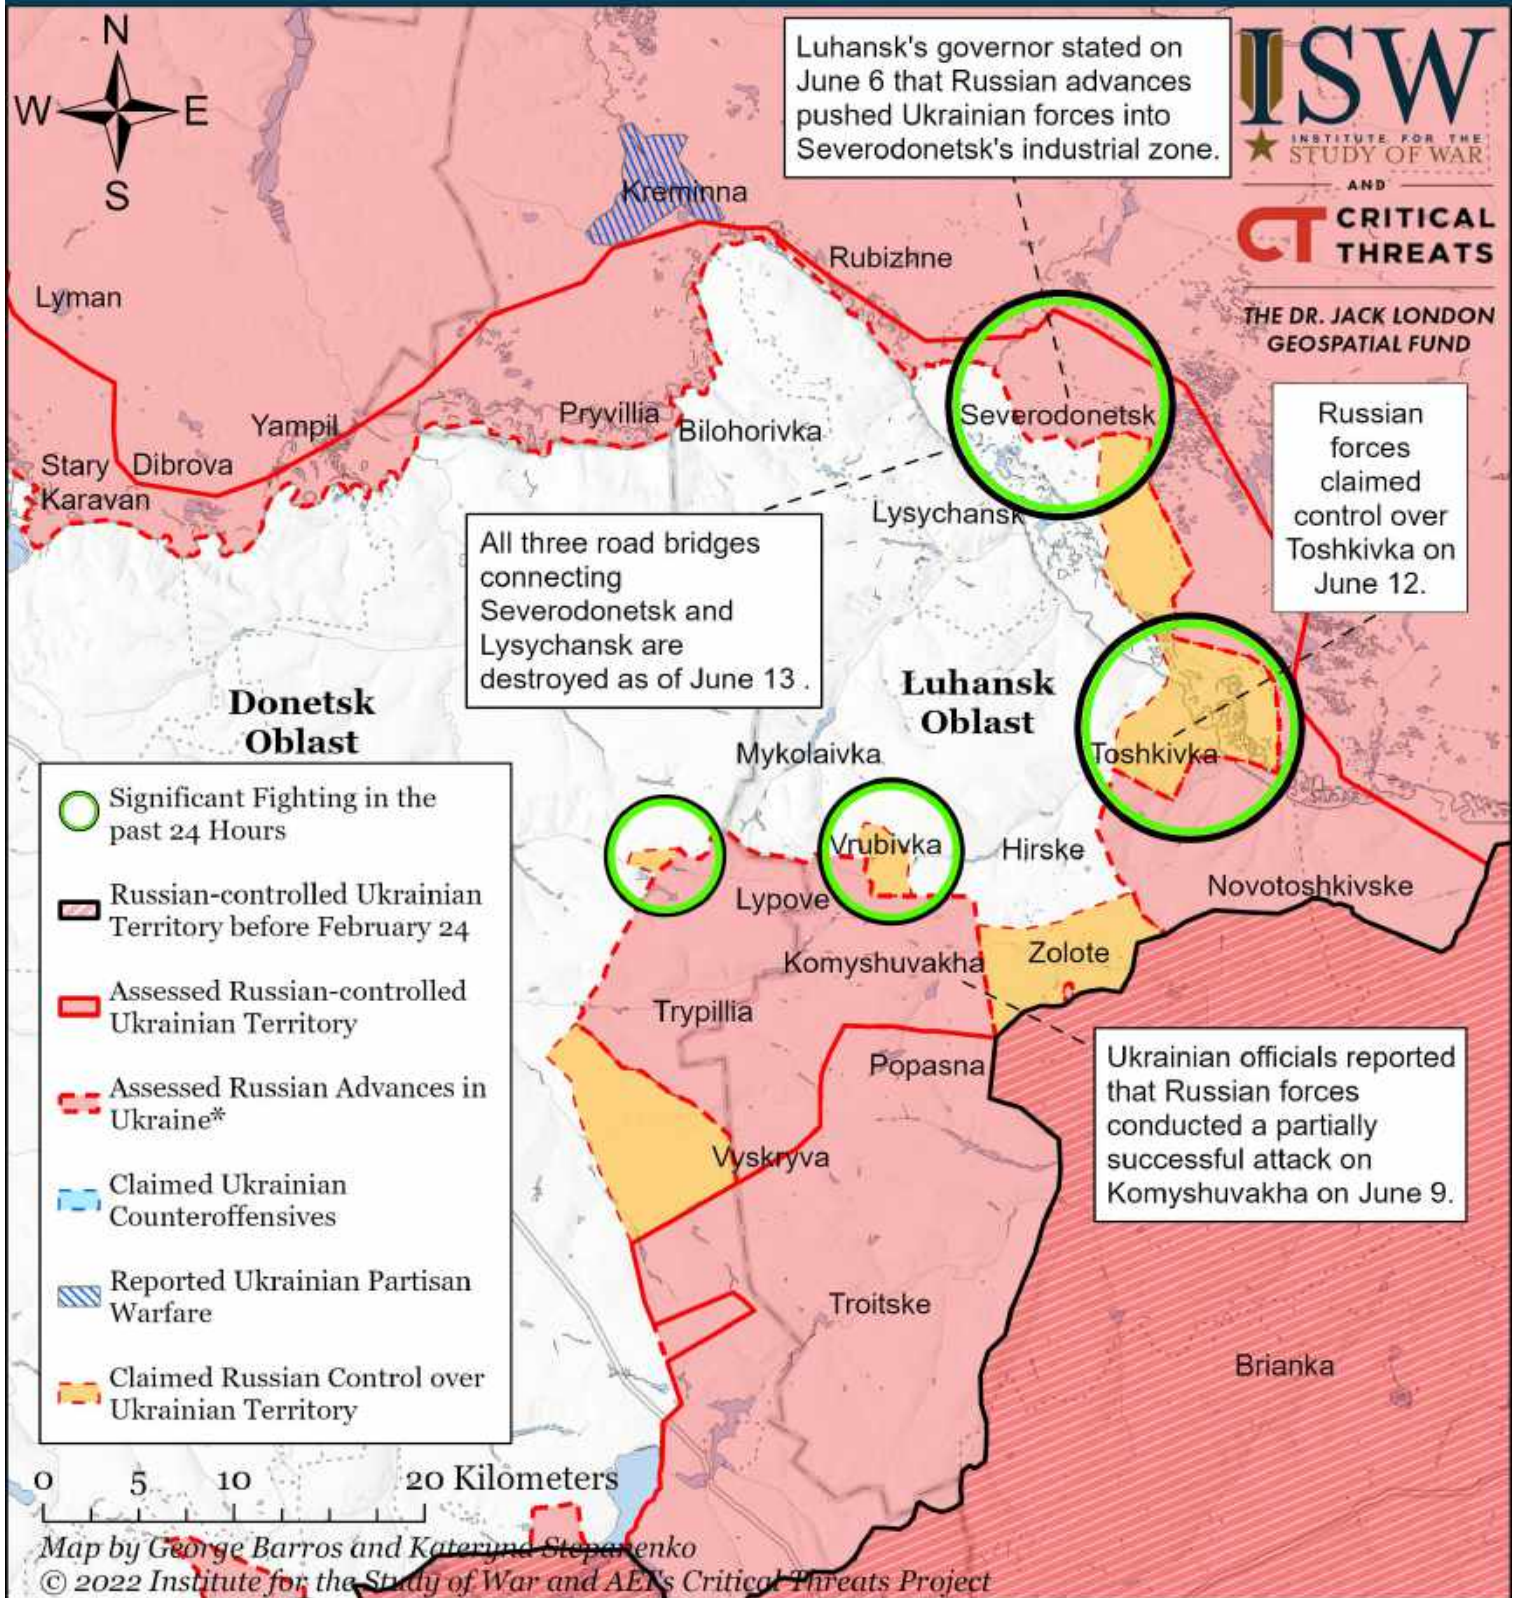 N
W
E
S
Luhansk's governor stated on
June 6 that Russian advances
pushed Ukrainian forces into
Severodonetsk's industrial zone.
ISW
INSTITUTE FOR THE
STUDY OF WAR
AND
CT CRITICAL
THREATS
THE DR. JACK LONDON
GEOSPATIAL FUND
Kreminna
Rubizhne
Lyman
Yampil
Pryvillia
Bilohorivka
Severodonetsk
Stary
Karavan
Dibrova
Lysychansk
Russian
forces
claimed
control over
Toshkivka on
June 12.
All three road bridges
connecting
Severodonetsk and
Lysychansk are
destroyed as of June 13 .
Donetsk
Oblast
Luhansk
Oblast
Mykolaivka
Toshkivka
Vrubivka
Hirske
Lypove
Novotoshkivske
Komyshuvakha
Zolote
Trypillia
Popasna
Ukrainian officials reported
that Russian forces
conducted a partially
successful attack on
Komyshuvakha on June 9.
Vyskryva
Troitske
Brianka
Significant Fighting in the
past 24 Hours
Russian-controlled Ukrainian
Territory before February 24
Assessed Russian-controlled
Ukrainian Territory
Assessed Russian Advances in
Ukraine*
Claimed Ukrainian
Counteroffensives
Reported Ukrainian Partisan
Warfare
Claimed Russian Control over
Ukrainian Territory
0 5 10 20 Kilometers
Map by George Barros and Kateryna Stepanenko
© 2022 Institute for the Study of War and AEI's Critical Threats Project